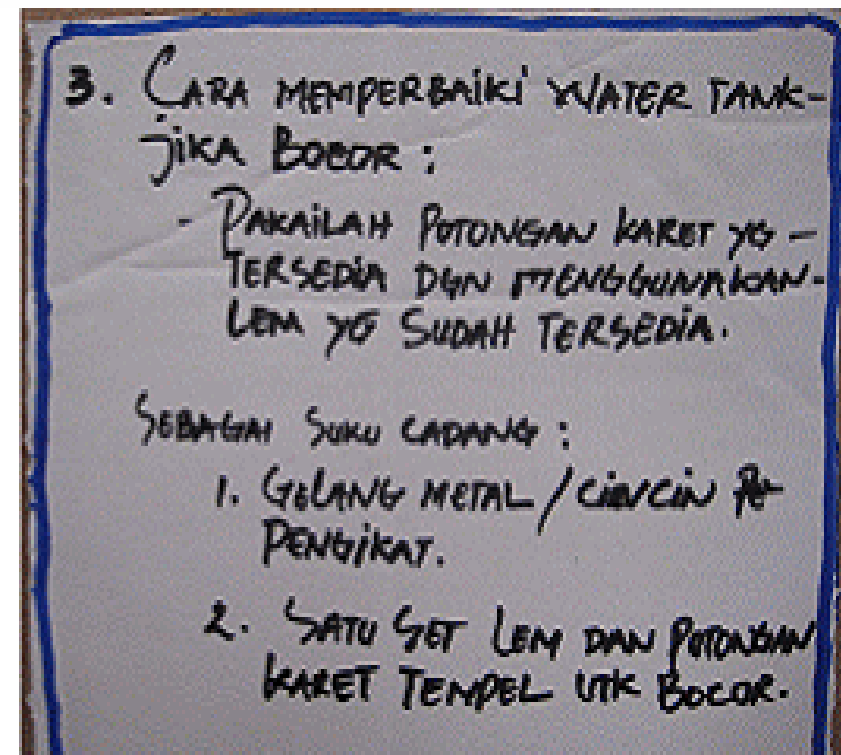 3. CARA MEMPERBAIKI WATER TANK-
JIKA BOCOR :
- PAKAILAH POTONGAN KARET YG -
TERSEDIA DGN MENGGUNAKAN-
LEM YG SUDAH TERSEDIA.
SEBAGAI SUKU CADANG :
1. GELANG METAL / CINCIN PE
PENGIKAT.
2. SATU SET LEM DAN POTONGAN
KARET TEMPEL UTK BOCOR.